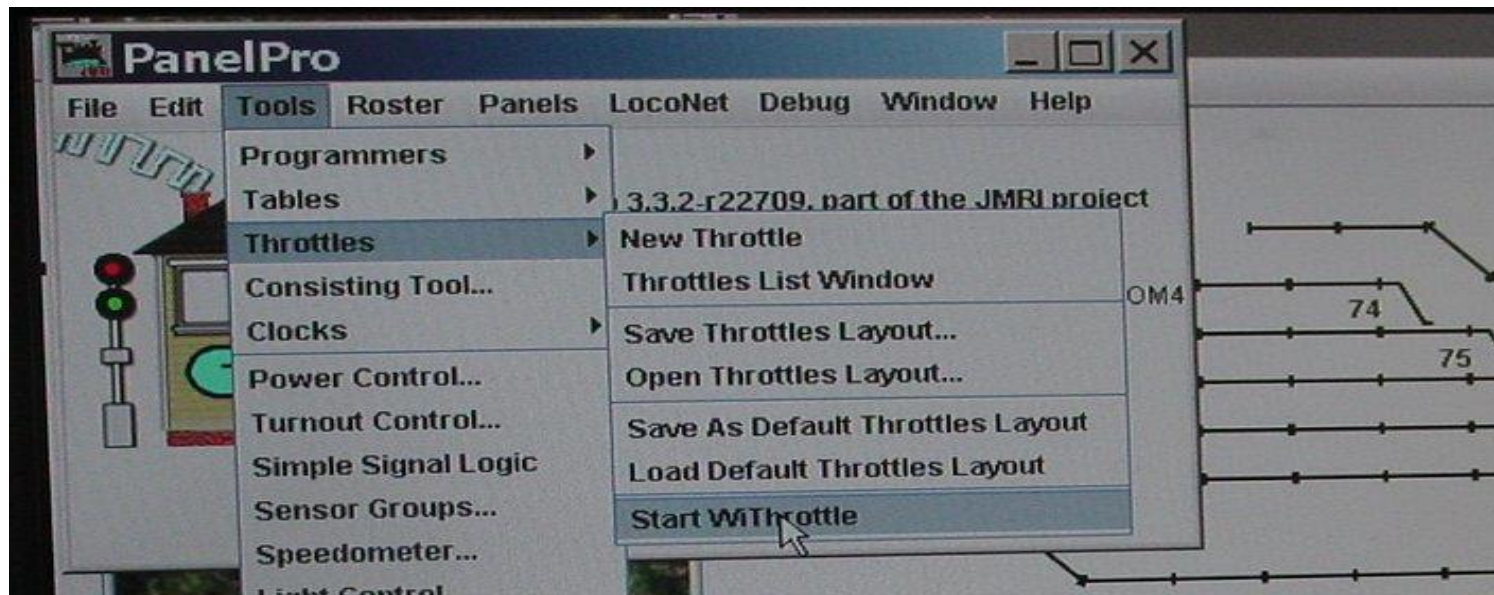 PanelPro
File Edit Tools Roster Panels LocoNet Debug Window Help
Programmers
Tables
3.3.2-r22709, part of the JMRI project
Throttles
New Throttle
Consisting Tool...
Throttles List Window
OM4
Clocks
Save Throttles Layout...
74
Power Control...
Open Throttles Layout...
75
Turnout Control...
Save As Default Throttles Layout
Simple Signal Logic
Load Default Throttles Layout
Sensor Groups...
Start WiThrottle
Speedometer...
Light Control